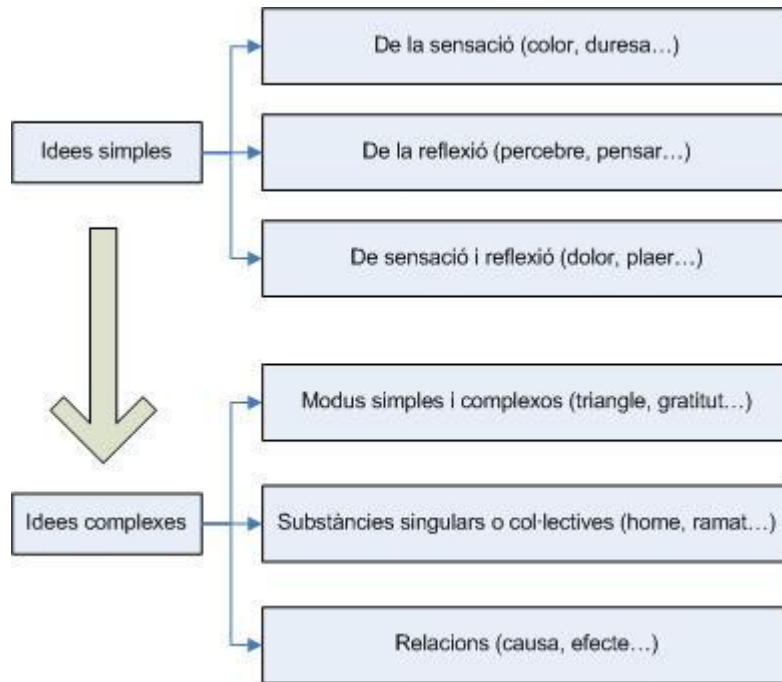 De la sensació (color, duresa…)
Idees simples
De la reflexió (percebre, pensar…)
De sensació i reflexió (dolor, plaer…)
Modus simples i complexos (triangle, gratitut…)
Idees complexes
Substàncies singulars o col·lectives (home, ramat…)
Relacions (causa, efecte…)